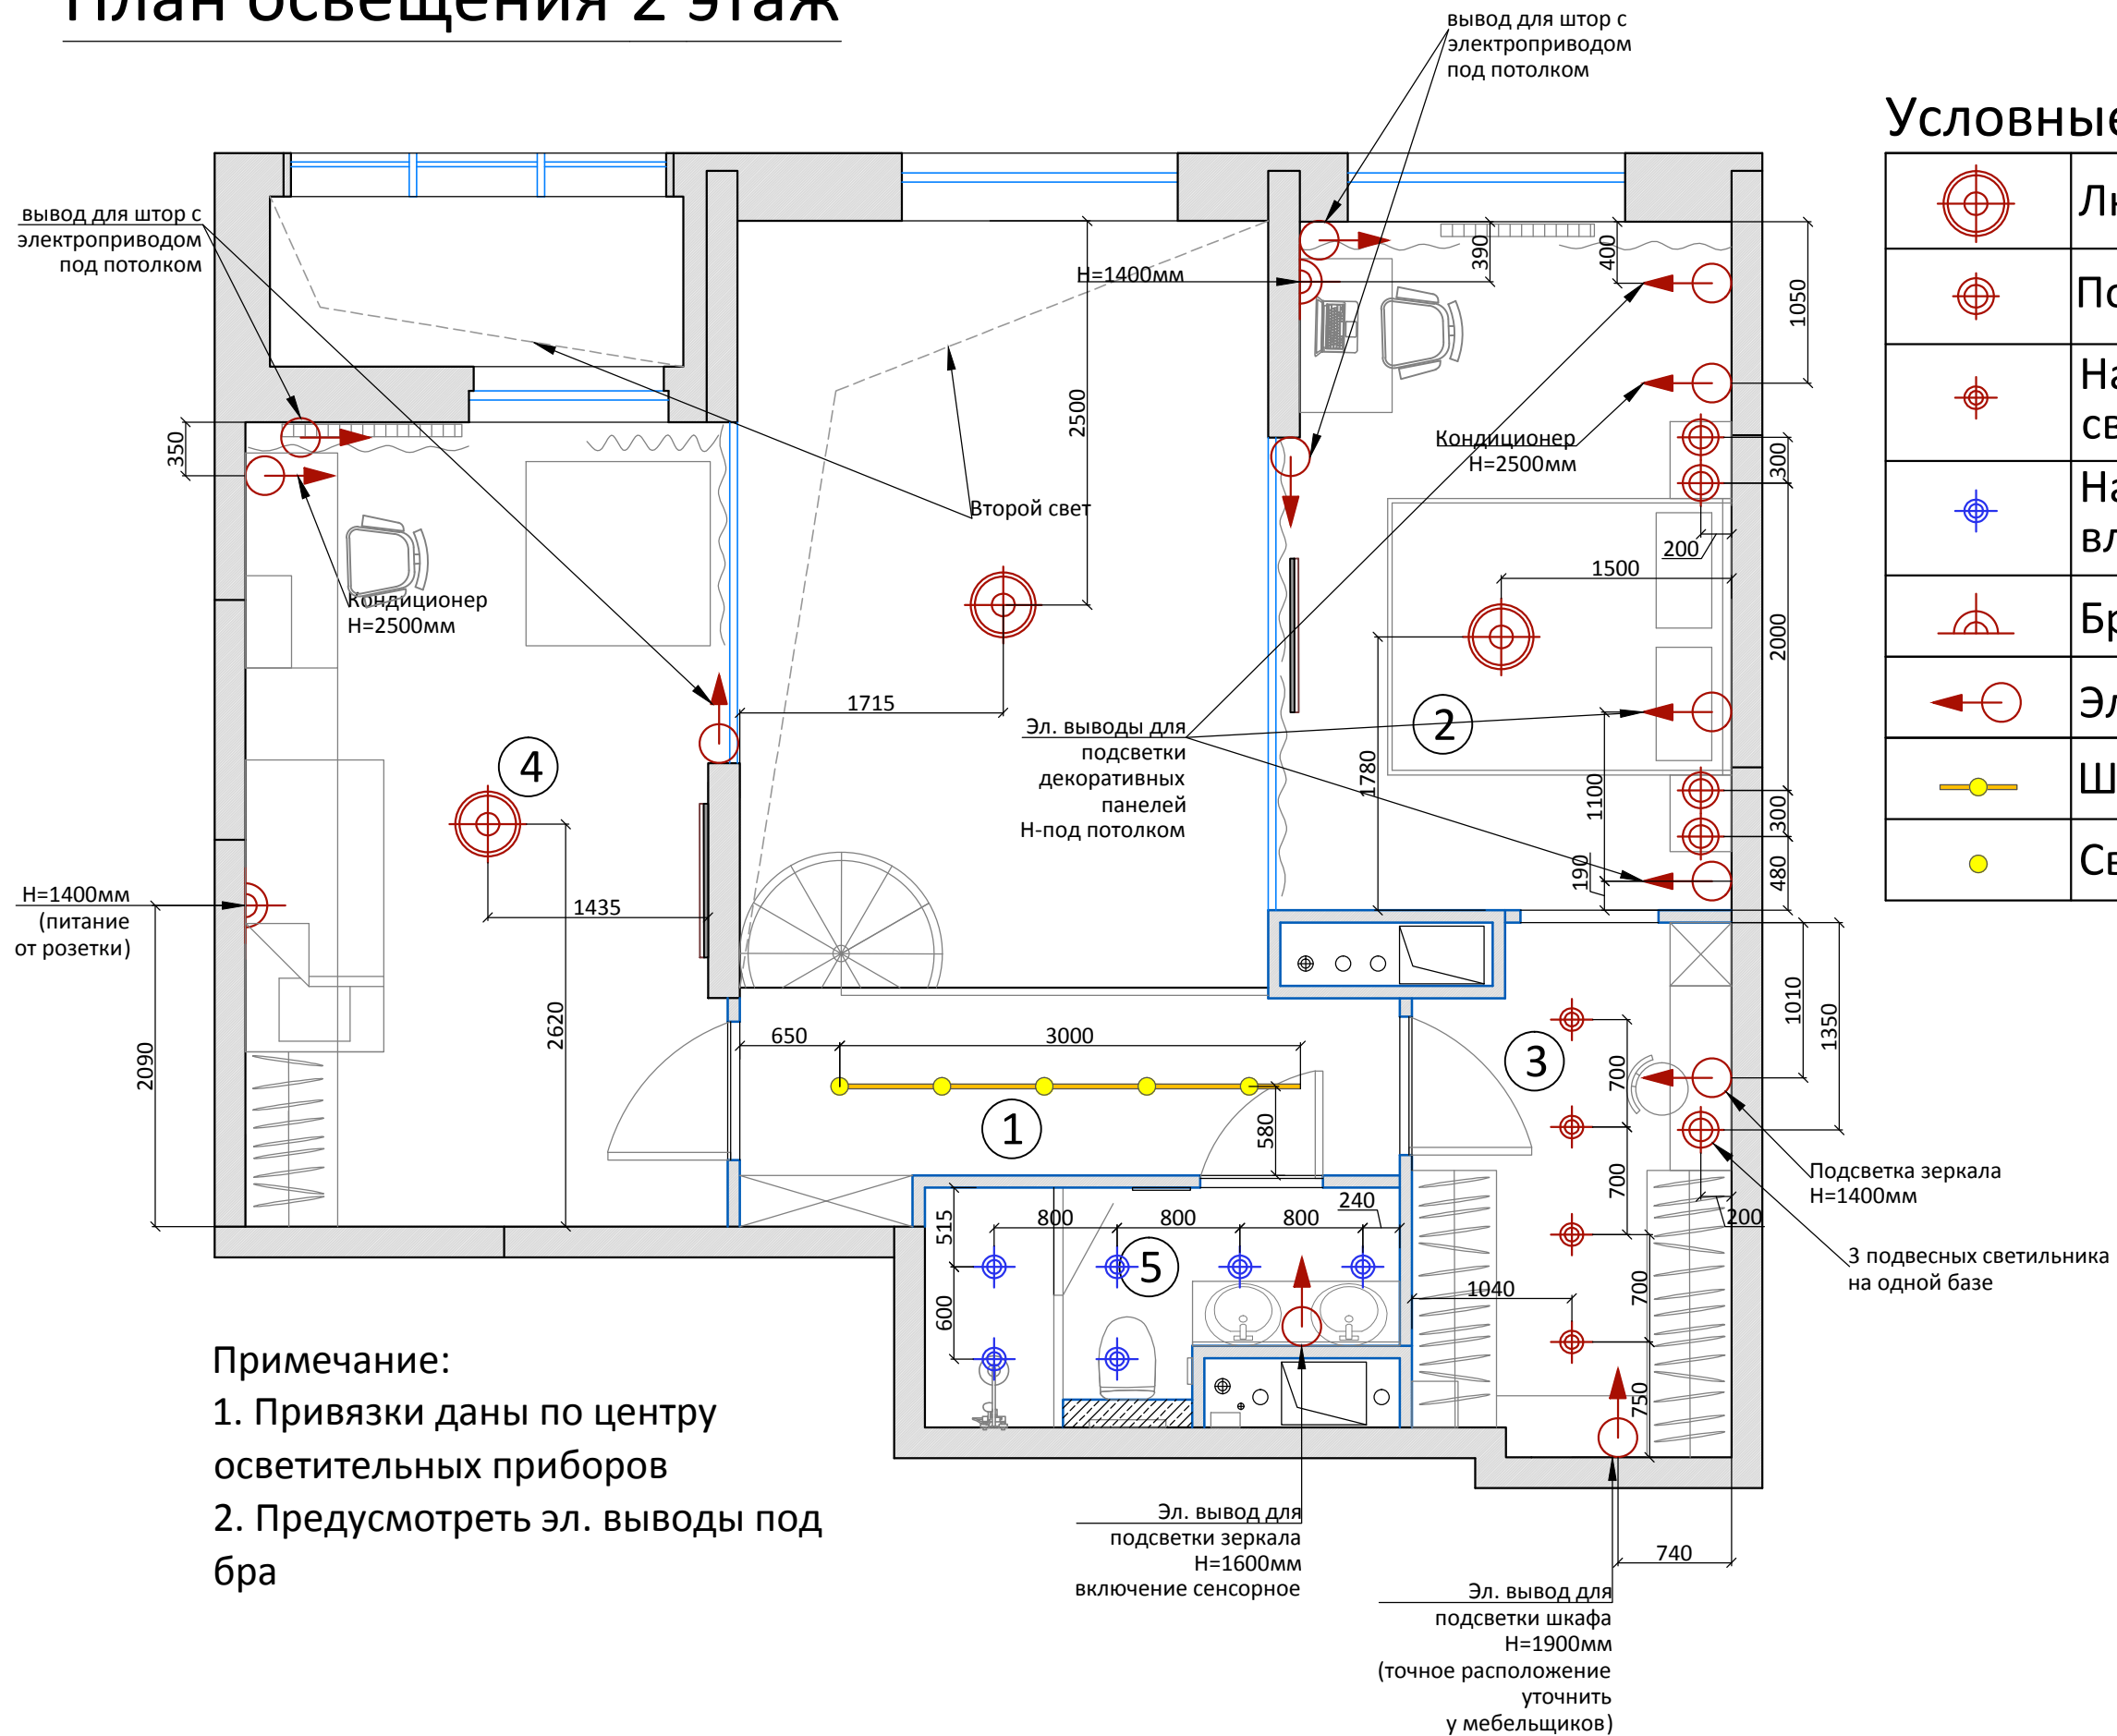 План освещения 2 этаж
вывод для штор с
электроприводом
под потолком
Условные
вывод для штор с
электроприводом
под потолком
H=1400мм
390
400
1050
350
2500
Кондиционер
H=2500мм
300
Второй свет
200
1500
Кондиционер
H=2500мм
2000
1715
Эл. выводы для
подсветки
декоративных
панелей
H-под потолком
2
4
1780
1100
300
190
480
H=1400мм
(питание
от розетки)
1435
2620
2090
650
3000
1010
1350
3
700
1
580
700
Подсветка зеркала
H=1400мм
200
3 подвесных светильника
на одной базе
515
800
800
800
240
5
600
1040
700
750
Примечание:
1. Привязки даны по центру
осветительных приборов
2. Предусмотреть эл. выводы под
бра
Эл. вывод для
подсветки зеркала
H=1600мм
включение сенсорное
740
Эл. вывод для
подсветки шкафа
H=1900мм
(точное расположение
уточнить
у мебельщиков)